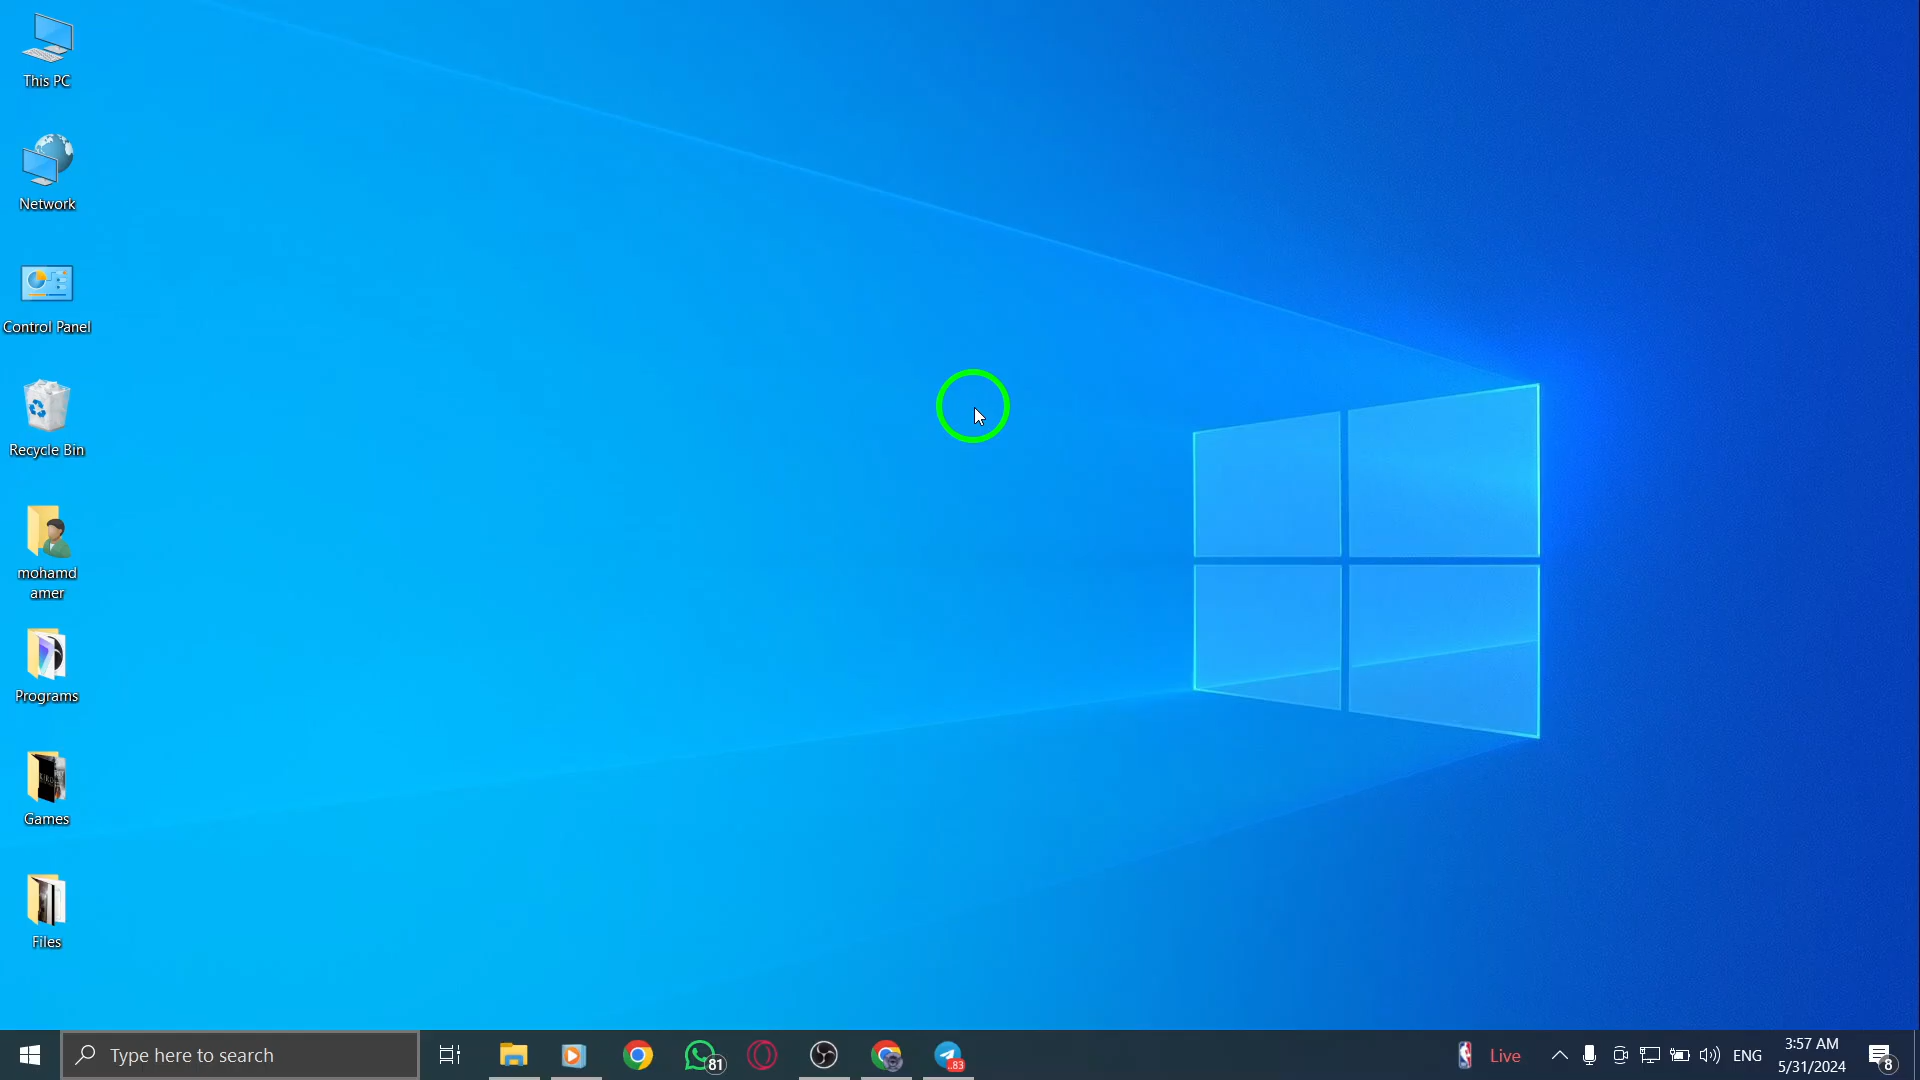 This PC
Network
Control Panel
Recycle Bin
mohamd
amer
Programs
Games
Files
Type here to search
81
.83
Live
ENG
3:57 AM
5/31/2024
8